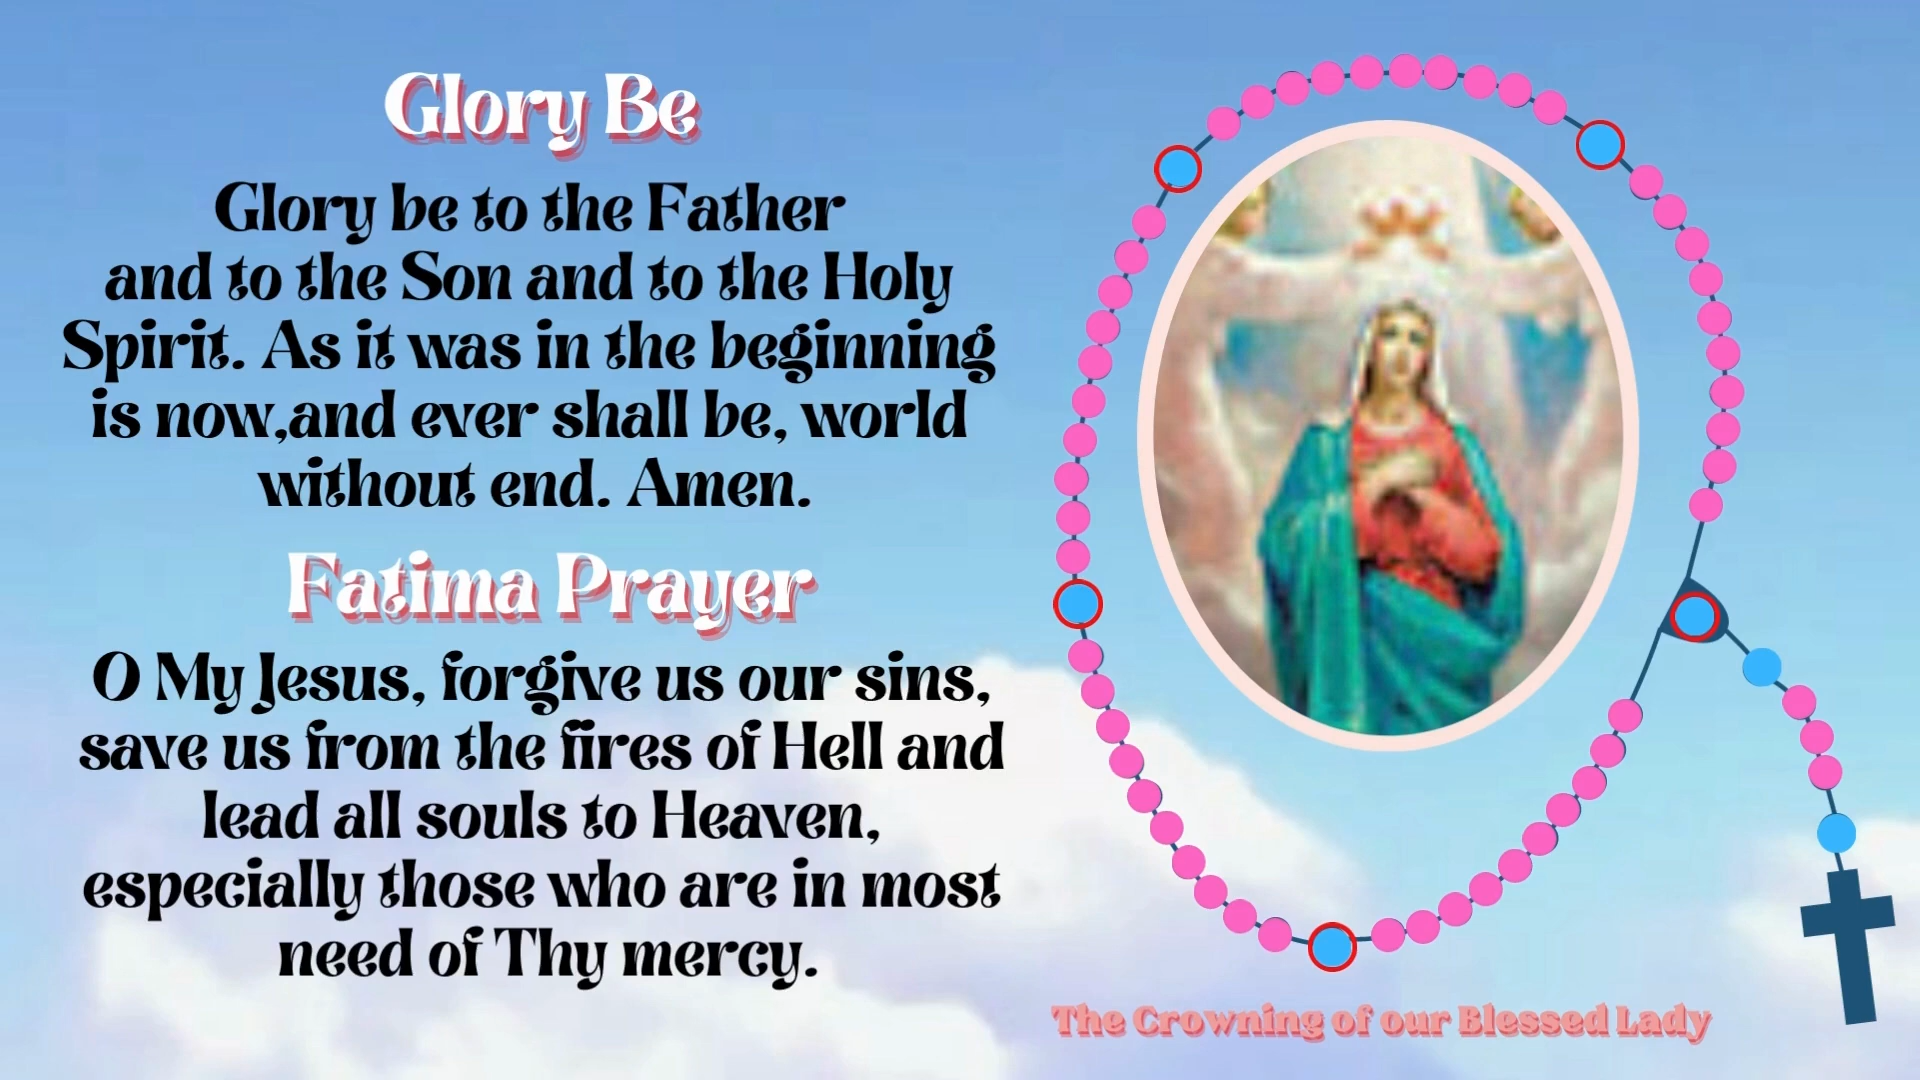 Glory Be
Glory be to the Father
and to the Son and to the Holy
Spirit. As it was in the beginning
is now,and ever shall be, world
without end. Amen.
Fatima Prayer
O My Jesus, forgive us our sins,
save us from the fires of Hell and
lead all souls to Heaven,
especially those who are in most
need of Thy mercy.
The Crowning of our Blessed Lady